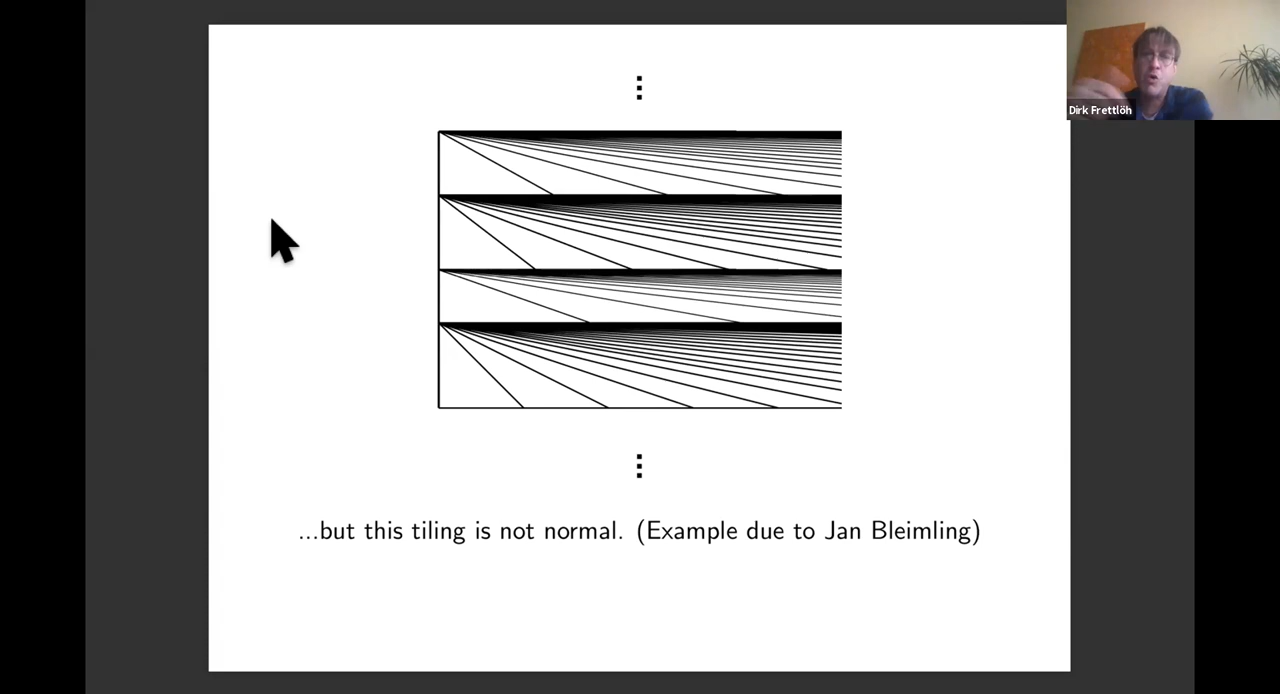 Dirk Frettlöh
...but this tiling is not normal. (Example due to Jan Bleimling)